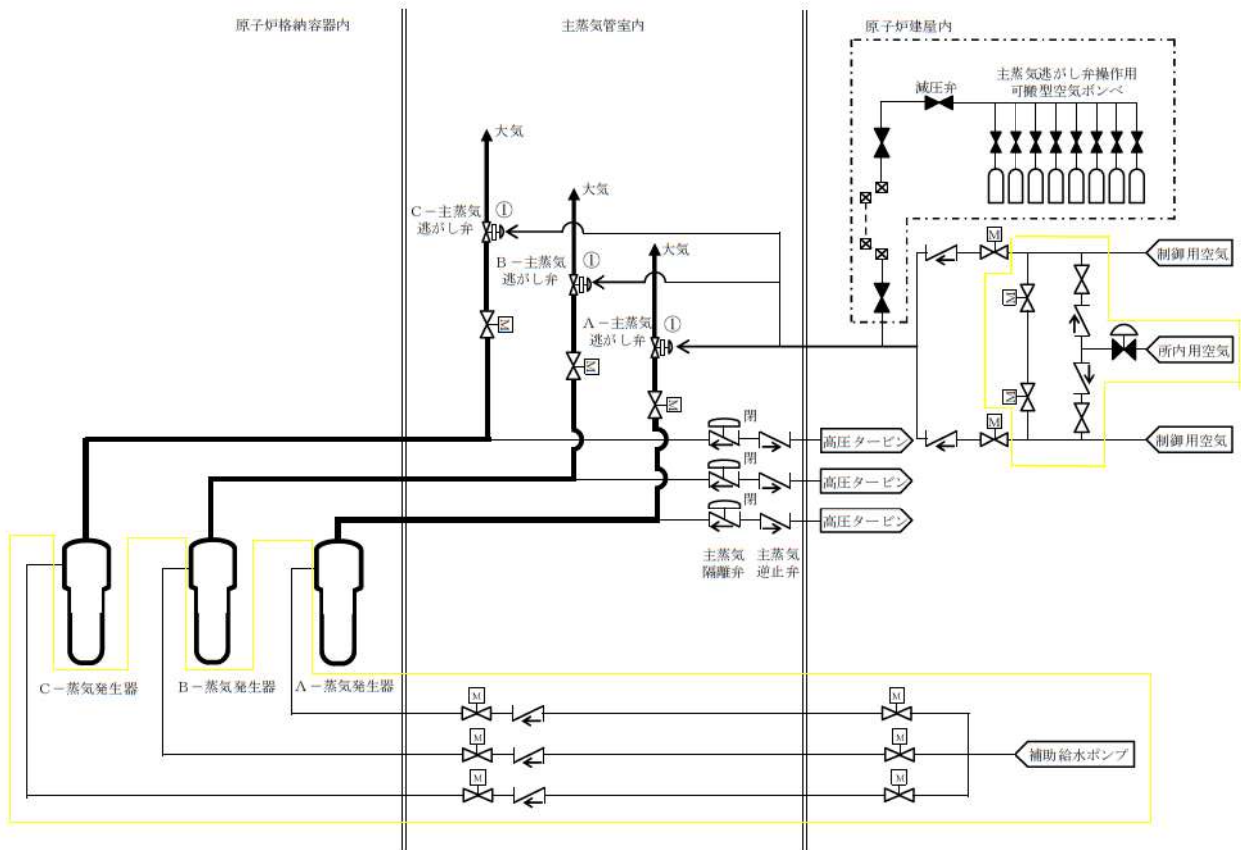 原子炉格納容器内
主蒸気管室内
原子炉建屋内
主蒸気逃がし弁操作用
可搬型空気ボンベ
減圧弁
大気
大気
大気
C－主蒸気
逃がし弁
①
B－主蒸気
逃がし弁
①
A－主蒸気
逃がし弁
①
M
M
M
M
制御用空気
M
所内用空気
M
M
制御用空気
閉
高圧タービン
閉
高圧タービン
閉
高圧タービン
主蒸気
隔離弁
主蒸気
逆止弁
C－蒸気発生器
B－蒸気発生器
A－蒸気発生器
M
M
M
M
補助給水ポンプ
M
M